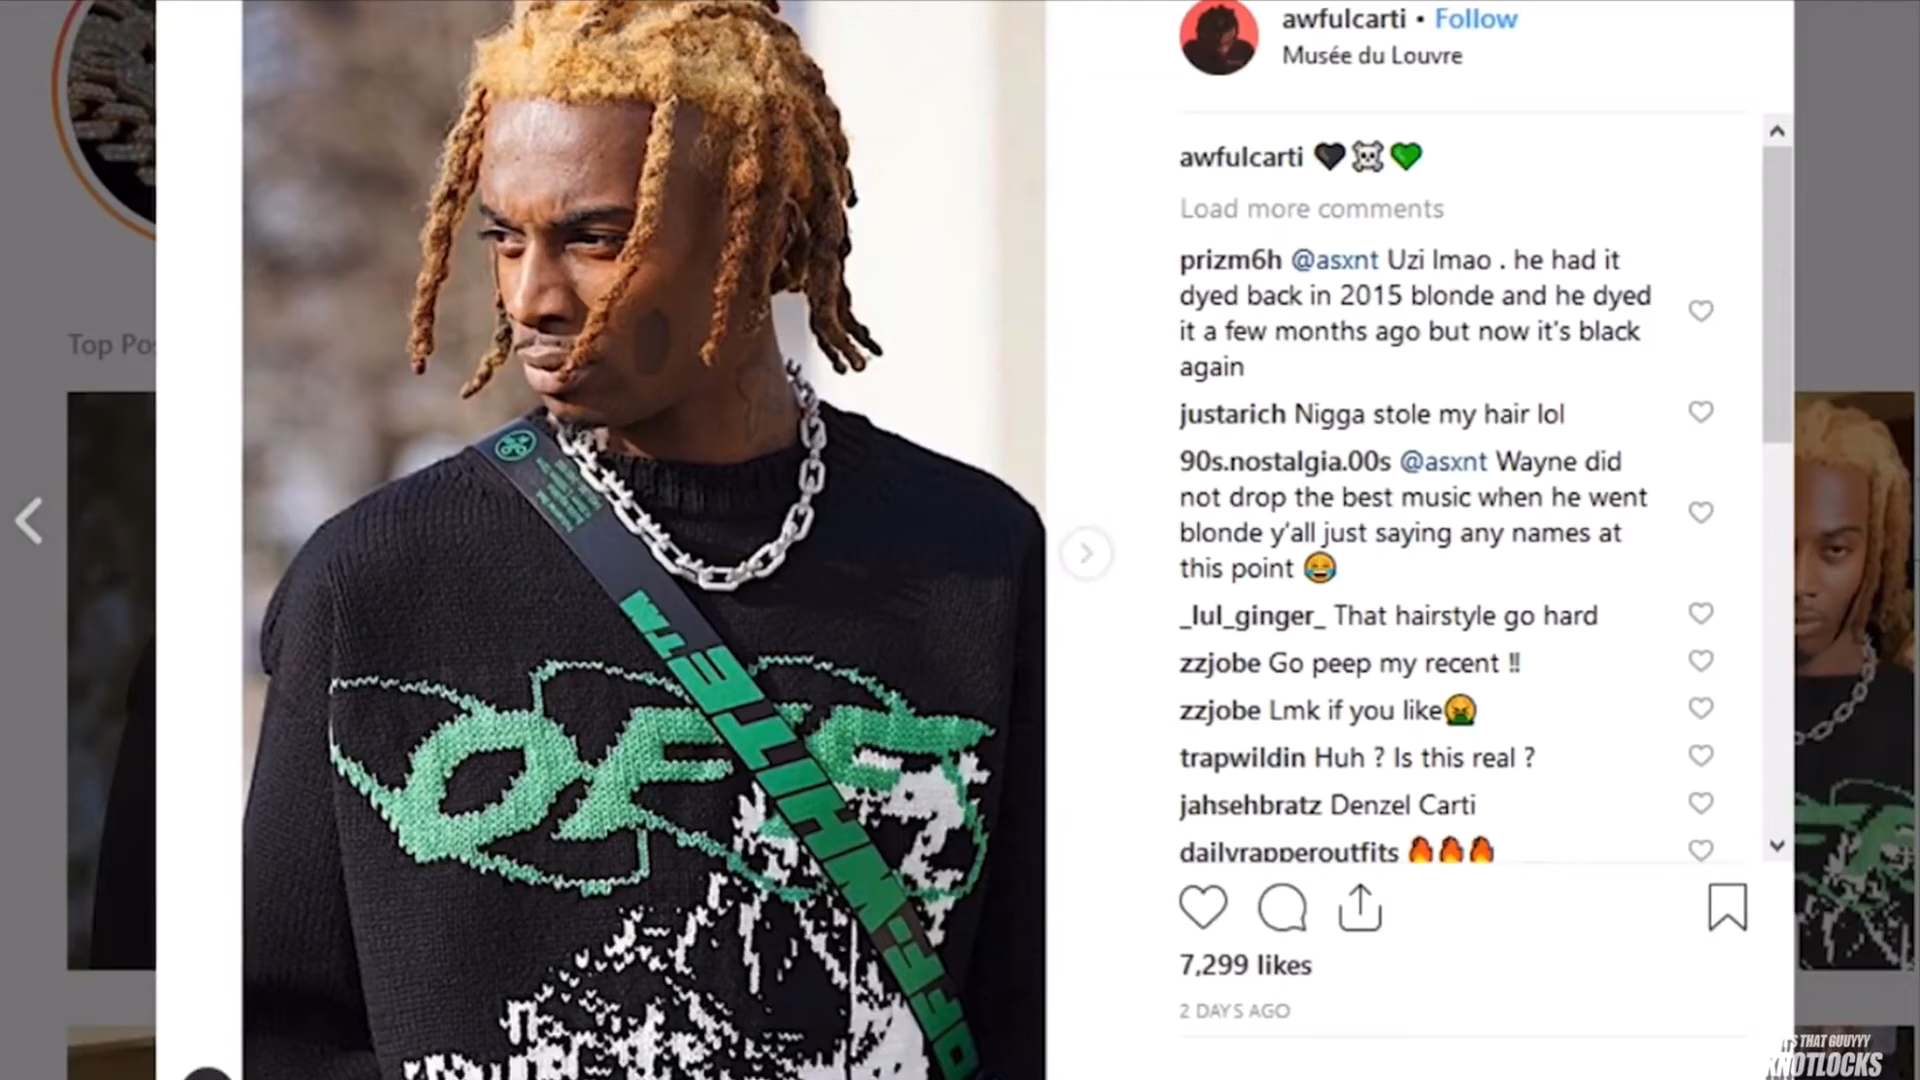 awfulcarti • Follow
Musée du Louvre
awfulcarti 🖤☠️💚
Load more comments
prizm6h @asxnt Uzi lmao . he had it
dyed back in 2015 blonde and he dyed
it a few months ago but now it's black
again
justarich Nigga stole my hair lol
90s.nostalgia.00s @asxnt Wayne did
not drop the best music when he went
blonde y'all just saying any names at
this point 😂
_lul_ginger_ That hairstyle go hard
zzjobe Go peep my recent ‼
zzjobe Lmk if you like🤮
trapwildin Huh ? Is this real ?
jahsehbratz Denzel Carti
dailyrapperoutfits 🔥🔥🔥
7,299 likes
2 DAYS AGO
Top Pos
OFF
OFF-WHITE TM
THAT GUUYYY
KNOTLOCKS